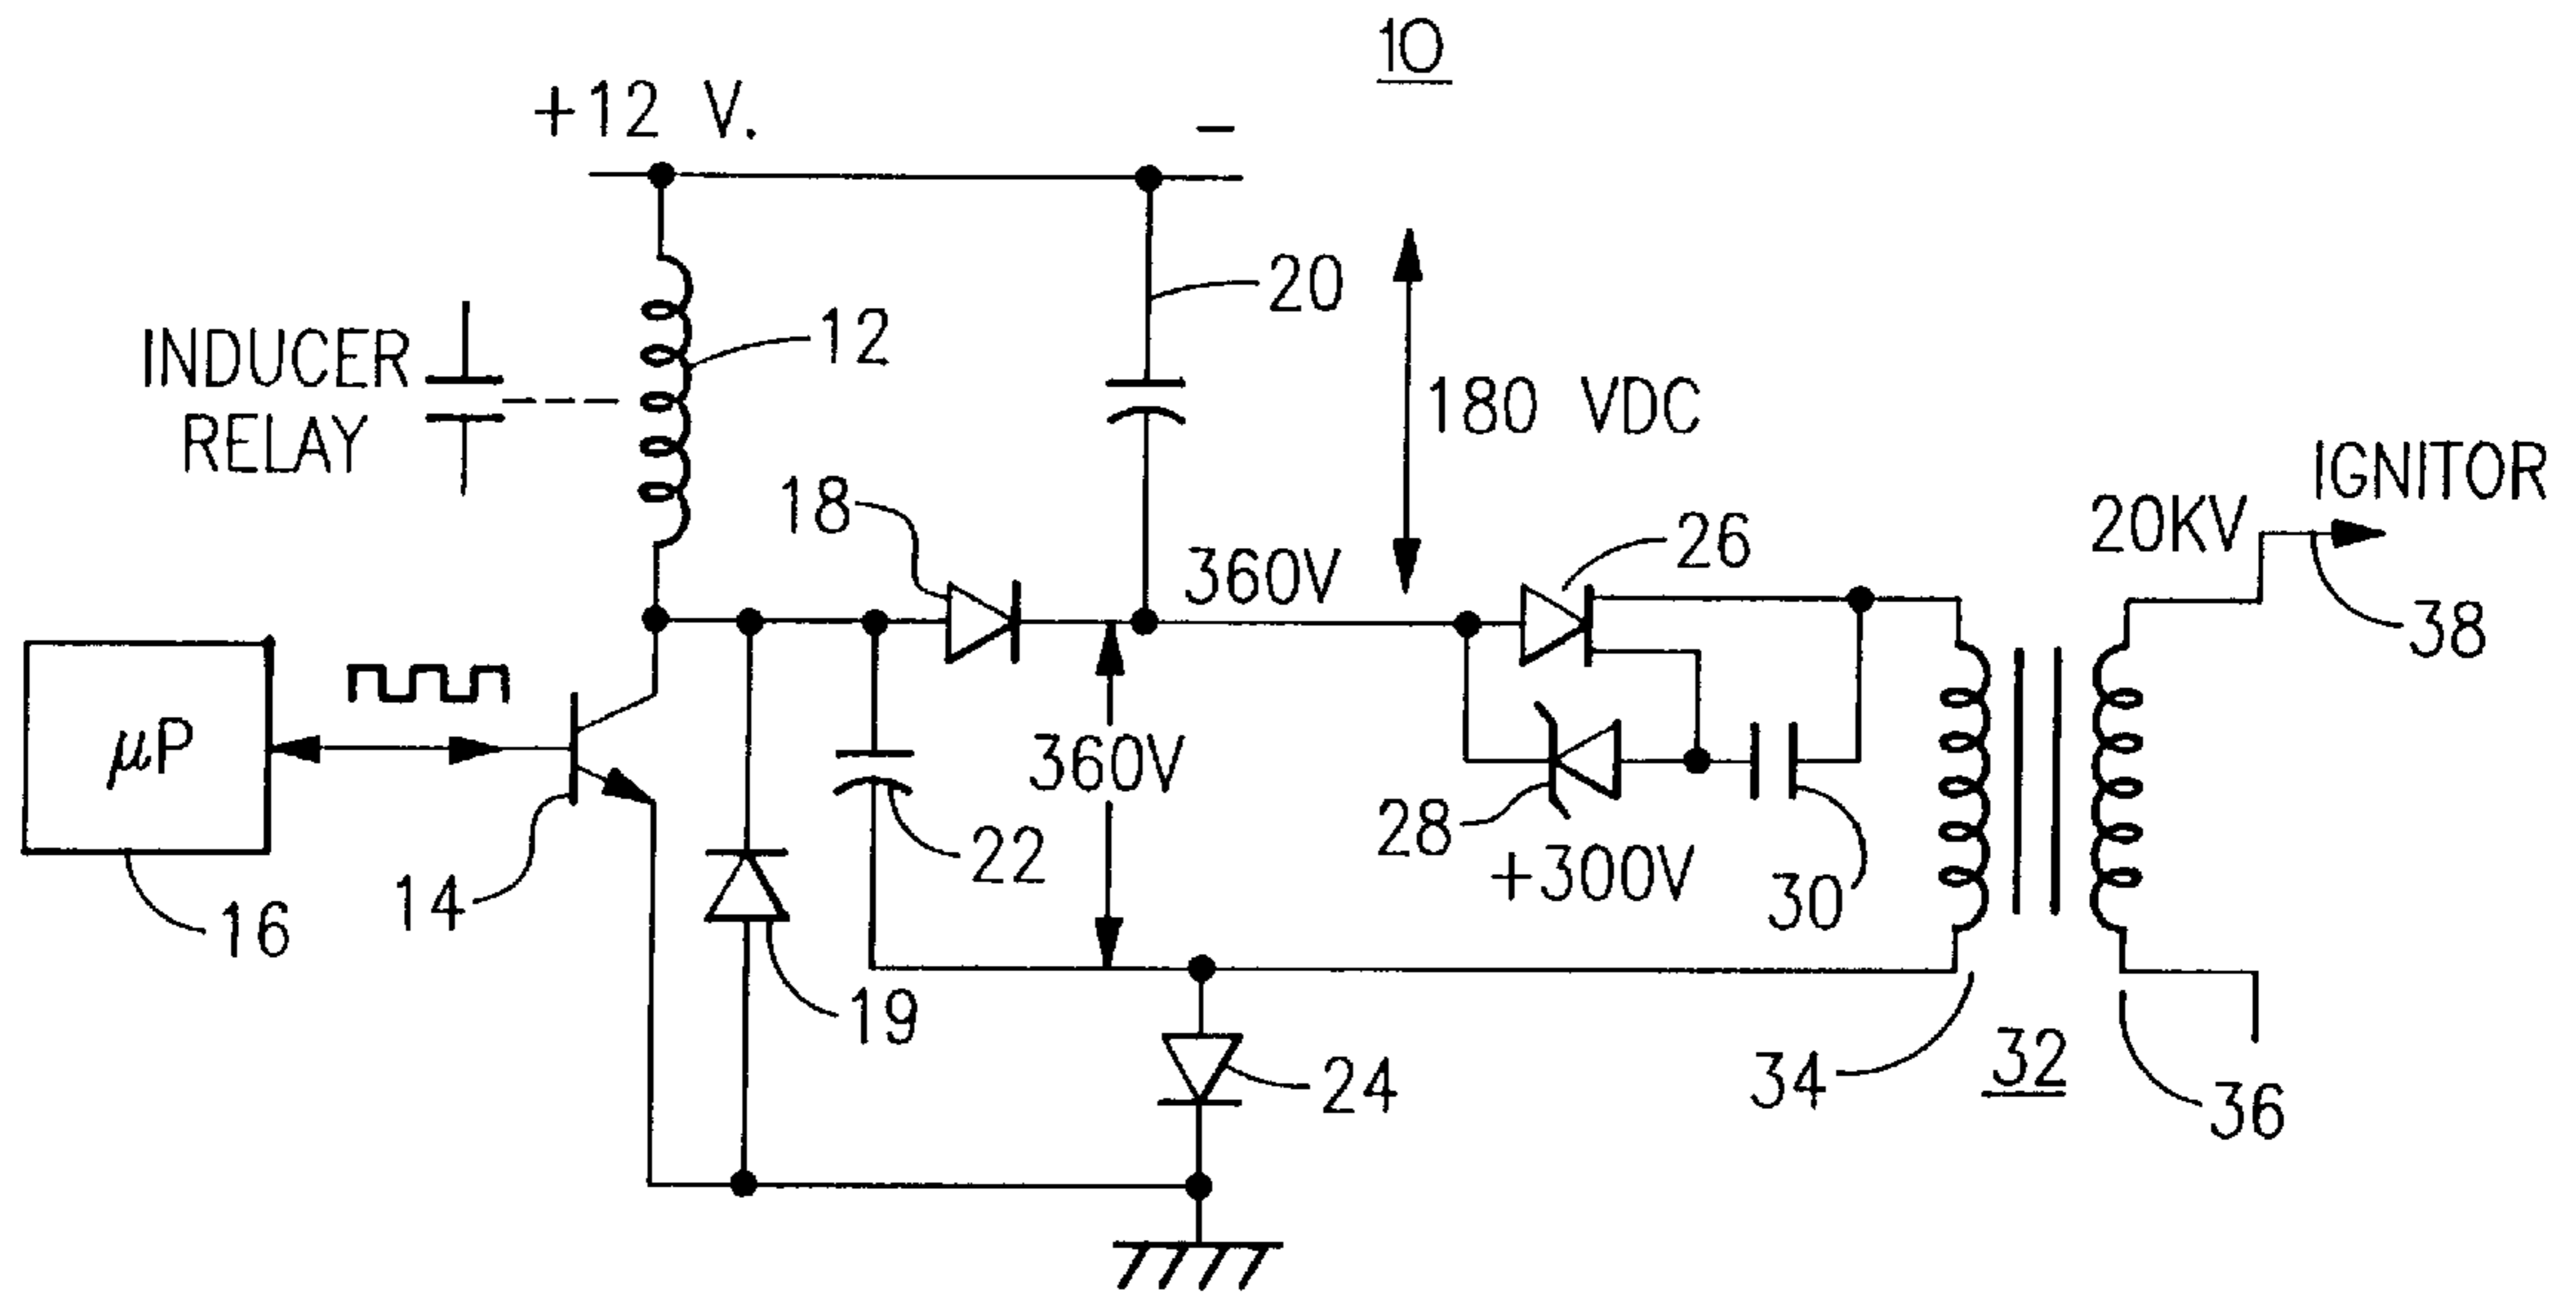 10
+12 V.
–
20
12
INDUCER
RELAY
180 VDC
18
IGNITOR
20KV
26
360V
38
μP
360V
28
+300V
22
30
14
16
19
24
34
32
36